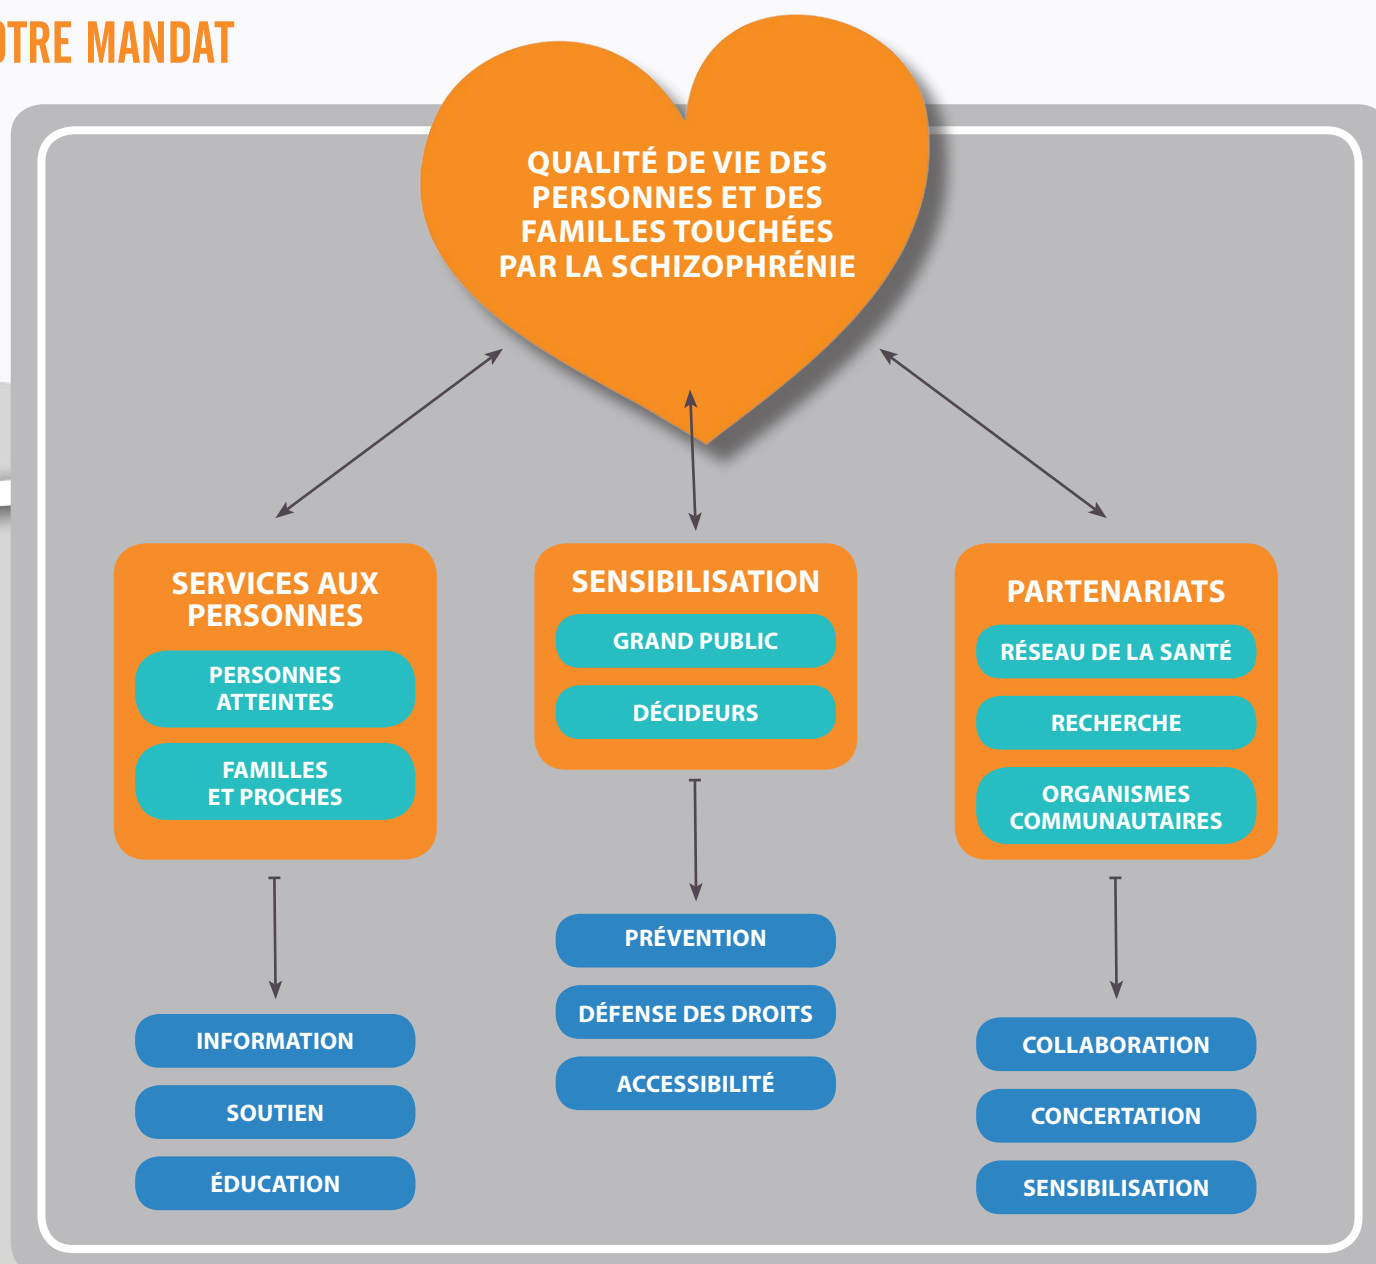 OTRE MANDAT
QUALITÉ DE VIE DES
PERSONNES ET DES
FAMILLES TOUCHÉES
PAR LA SCHIZOPHRÉNIE
SERVICES AUX
PERSONNES
PERSONNES
ATTEINTES
FAMILLES
ET PROCHES
INFORMATION
SOUTIEN
ÉDUCATION
SENSIBILISATION
GRAND PUBLIC
DÉCIDEURS
PRÉVENTION
DÉFENSE DES DROITS
ACCESSIBILITÉ
PARTENARIATS
RÉSEAU DE LA SANTÉ
RECHERCHE
ORGANISMES
COMMUNAUTAIRES
COLLABORATION
CONCERTATION
SENSIBILISATION